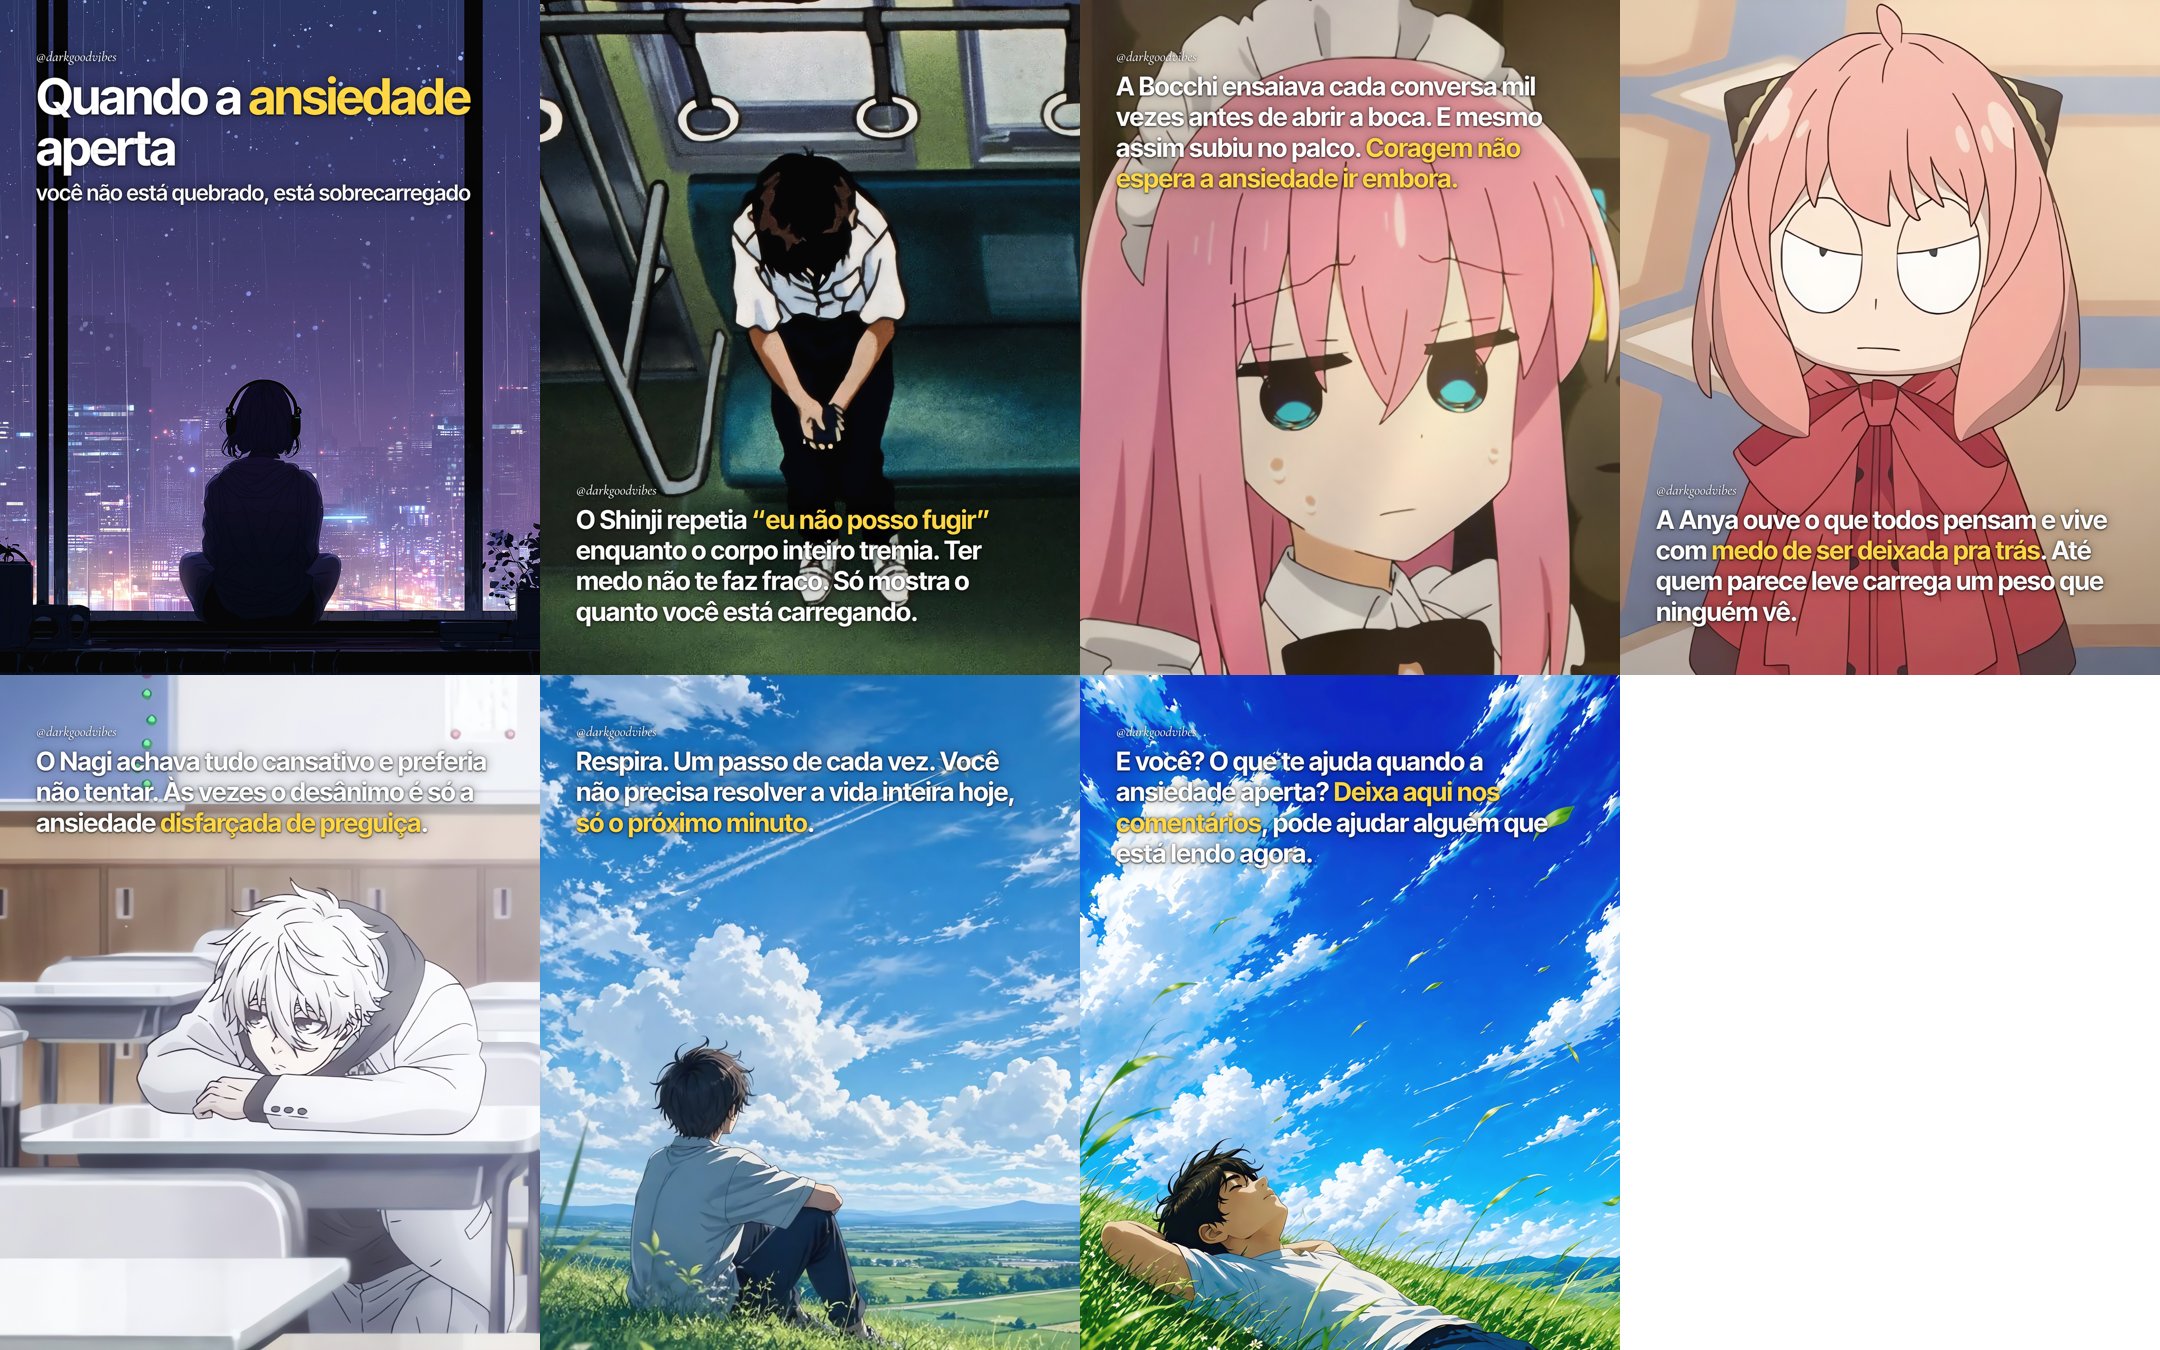 @darkgoodvibes
Quando a ansiedade
aperta
você não está quebrado, está sobrecarregado
@darkgoodvibes
O Shinji repetia “eu não posso fugir”
enquanto o corpo inteiro tremia. Ter
medo não te faz fraco. Só mostra o
quanto você está carregando.
@darkgoodvibes
A Bocchi ensaiava cada conversa mil
vezes antes de abrir a boca. E mesmo
assim subiu no palco. Coragem não
espera a ansiedade ir embora.
@darkgoodvibes
A Anya ouve o que todos pensam e vive
com medo de ser deixada pra trás. Até
quem parece leve carrega um peso que
ninguém vê.
@darkgoodvibes
O Nagi achava tudo cansativo e preferia
não tentar. Às vezes o desânimo é só a
ansiedade disfarçada de preguiça.
@darkgoodvibes
Respira. Um passo de cada vez. Você
não precisa resolver a vida inteira hoje,
só o próximo minuto.
@darkgoodvibes
E você? O que te ajuda quando a
ansiedade aperta? Deixa aqui nos
comentários, pode ajudar alguém que
está lendo agora.